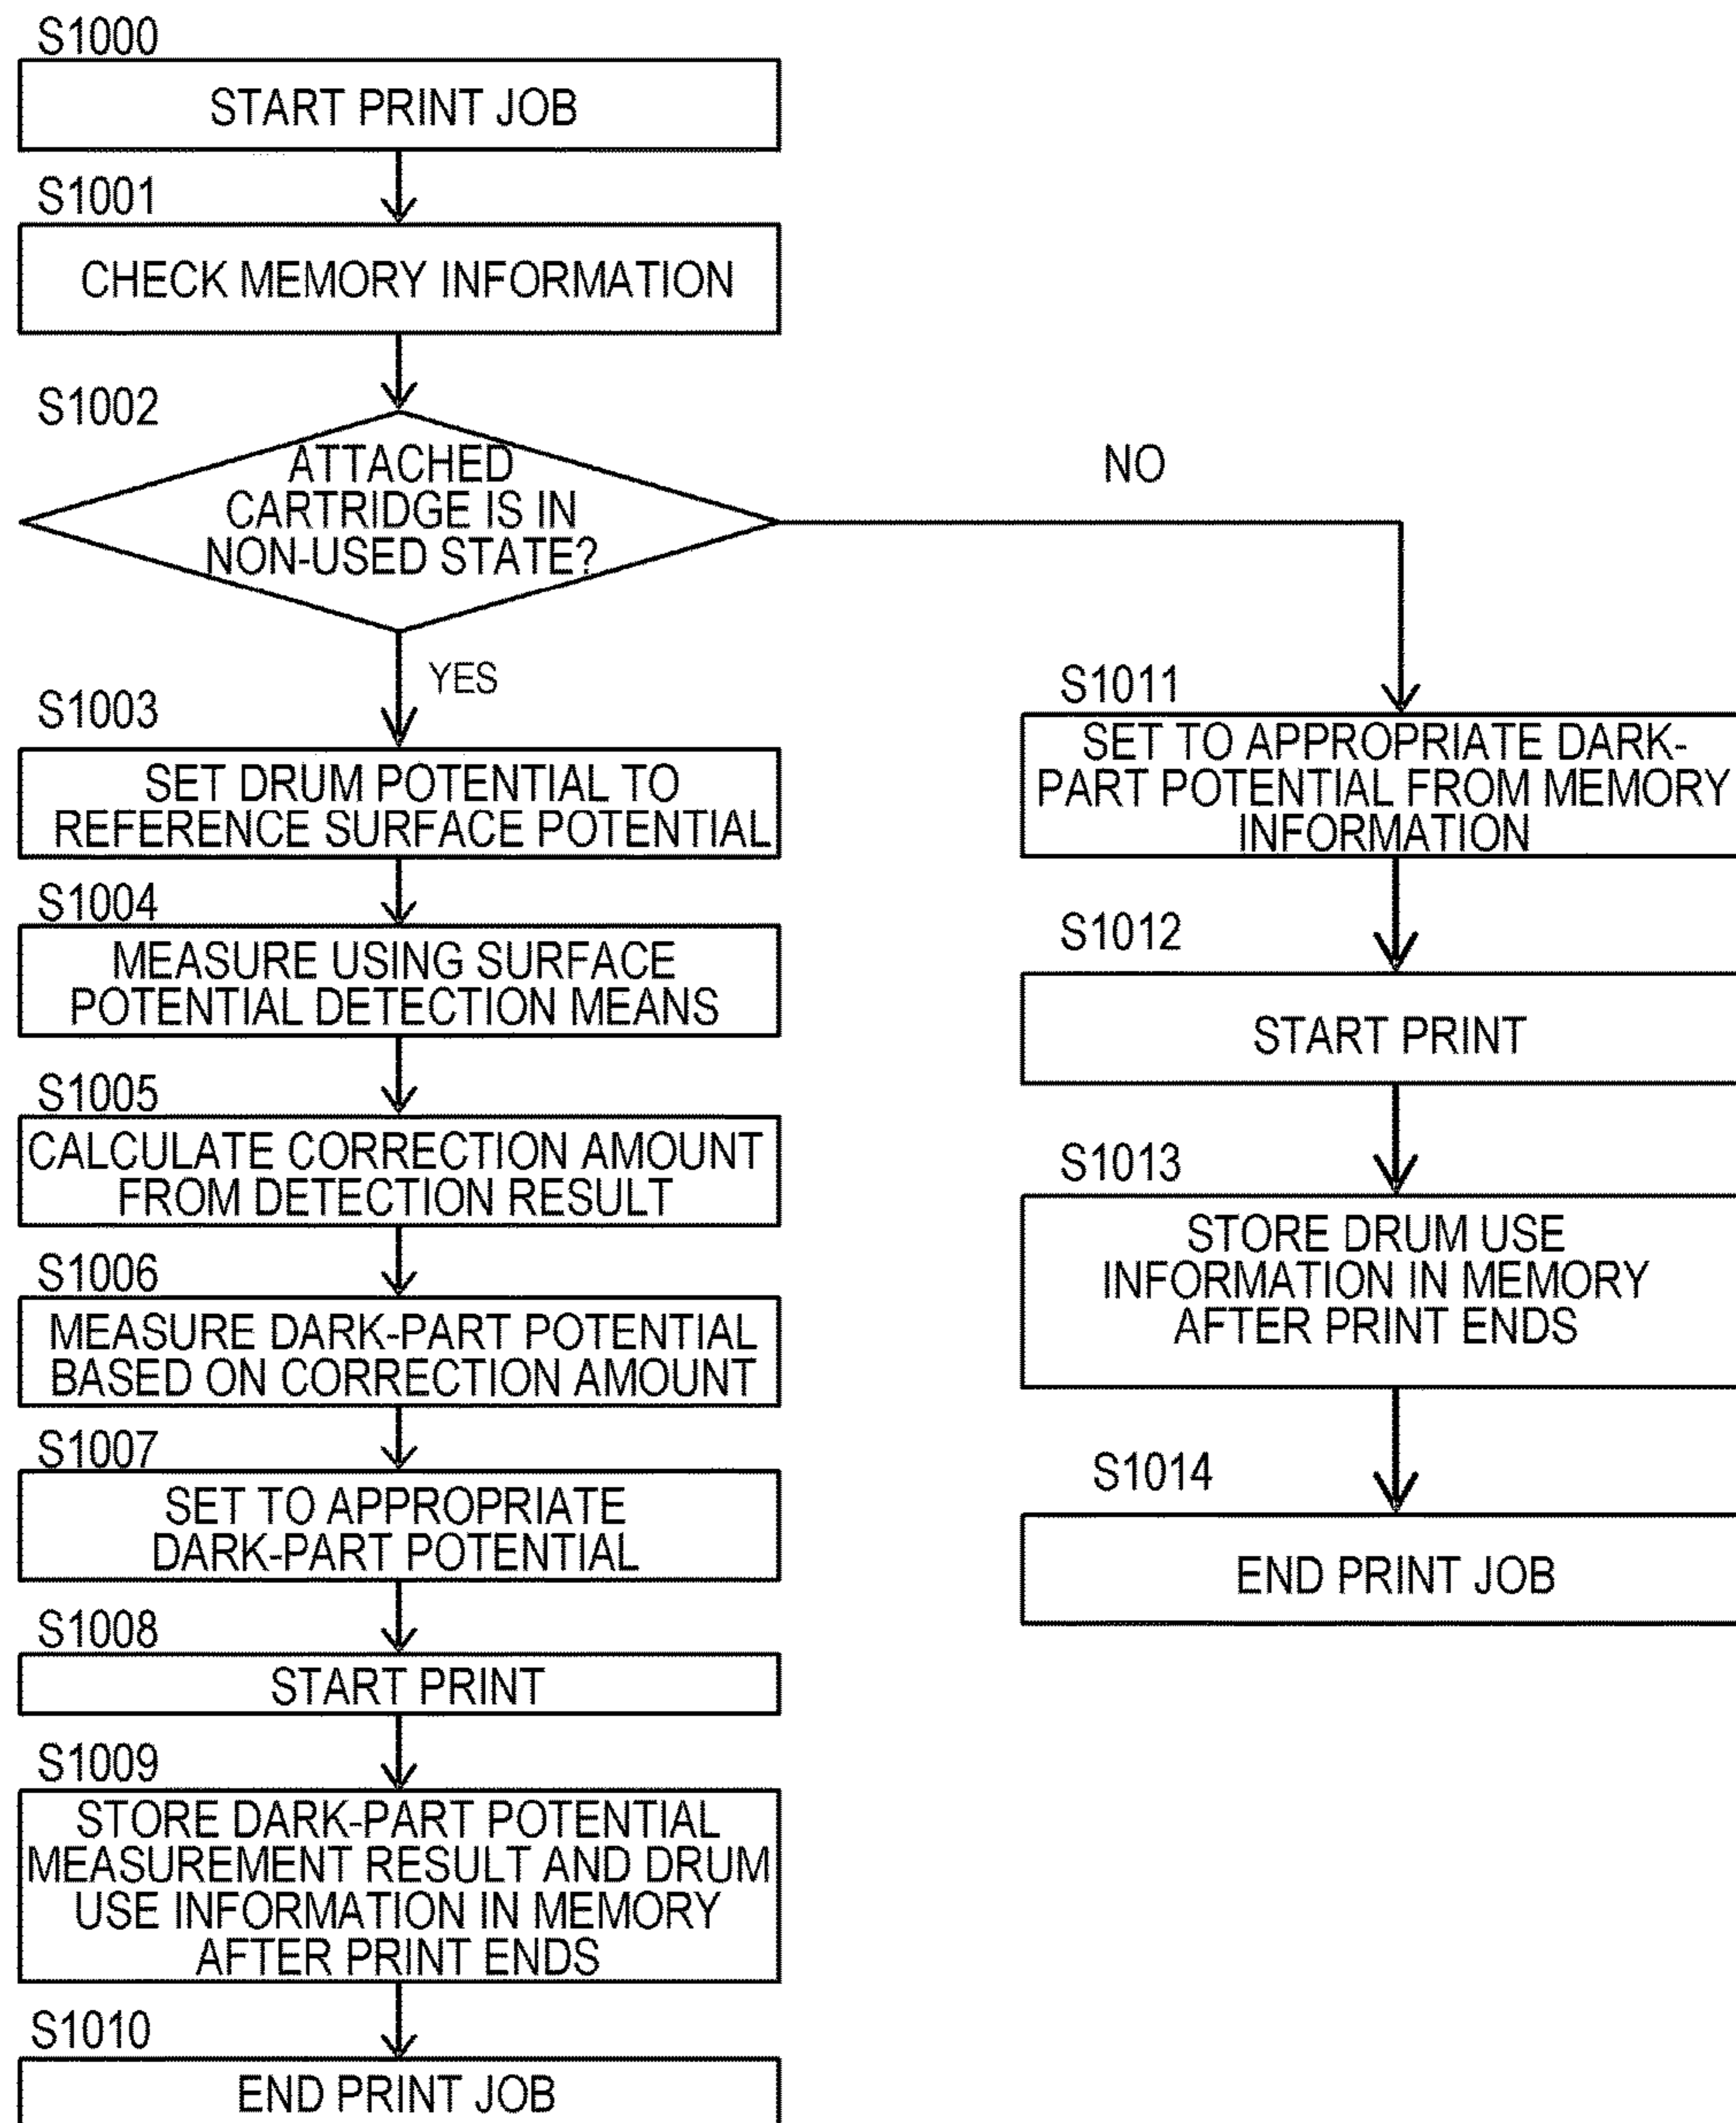 S1000
START PRINT JOB
S1001
CHECK MEMORY INFORMATION
S1002
ATTACHED
CARTRIDGE IS IN
NON-USED STATE?
NO
YES
S1003
SET DRUM POTENTIAL TO
REFERENCE SURFACE POTENTIAL
S1004
MEASURE USING SURFACE
POTENTIAL DETECTION MEANS
S1005
CALCULATE CORRECTION AMOUNT
FROM DETECTION RESULT
S1006
MEASURE DARK-PART POTENTIAL
BASED ON CORRECTION AMOUNT
S1007
SET TO APPROPRIATE
DARK-PART POTENTIAL
S1008
START PRINT
S1009
STORE DARK-PART POTENTIAL
MEASUREMENT RESULT AND DRUM
USE INFORMATION IN MEMORY
AFTER PRINT ENDS
S1010
END PRINT JOB
S1011
SET TO APPROPRIATE DARK-
PART POTENTIAL FROM MEMORY
INFORMATION
S1012
START PRINT
S1013
STORE DRUM USE
INFORMATION IN MEMORY
AFTER PRINT ENDS
S1014
END PRINT JOB